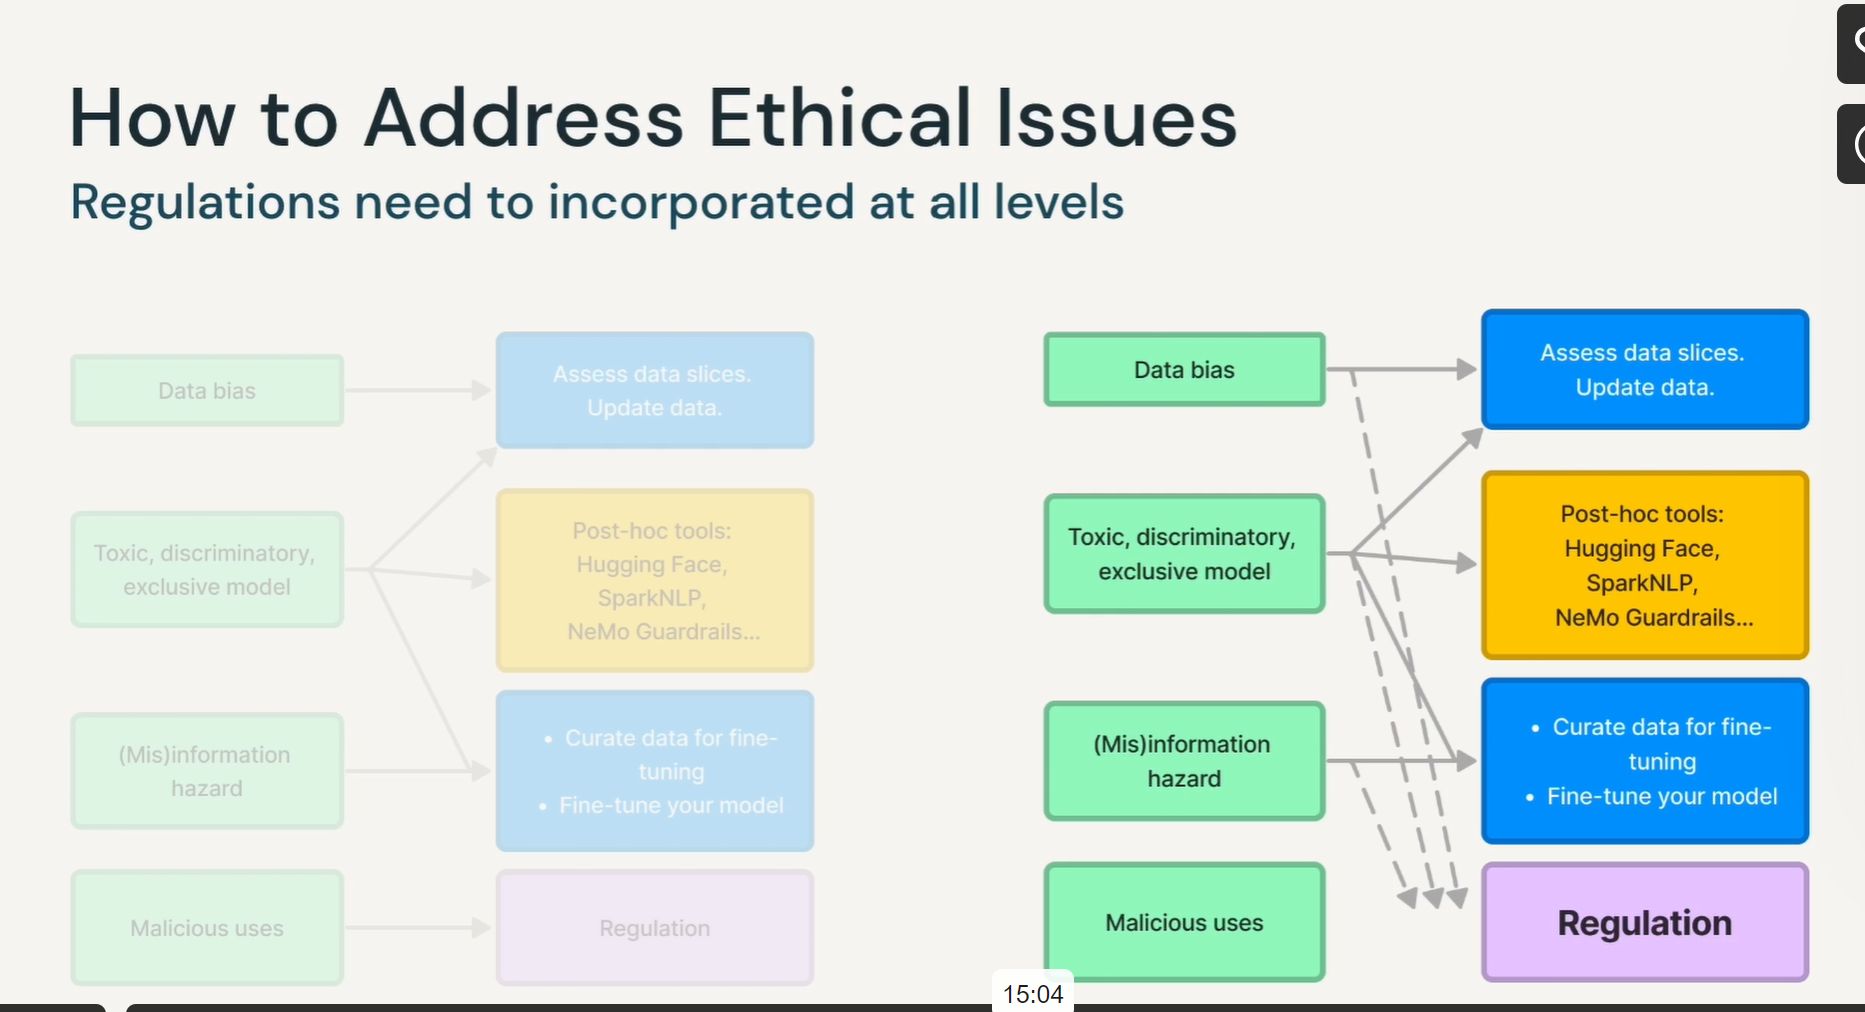 How to Address Ethical Issues
Regulations need to incorporated at all levels
Data bias
Assess data slices.
Update data.
Toxic, discriminatory,
exclusive model
Post-hoc tools:
Hugging Face,
SparkNLP,
NeMo Guardrails...
(Mis)information
hazard
• Curate data for fine-
tuning
• Fine-tune your model
Malicious uses
Regulation
Data bias
Assess data slices.
Update data.
Toxic, discriminatory,
exclusive model
Post-hoc tools:
Hugging Face,
SparkNLP,
NeMo Guardrails...
(Mis)information
hazard
• Curate data for fine-
tuning
• Fine-tune your model
Malicious uses
Regulation
15:04